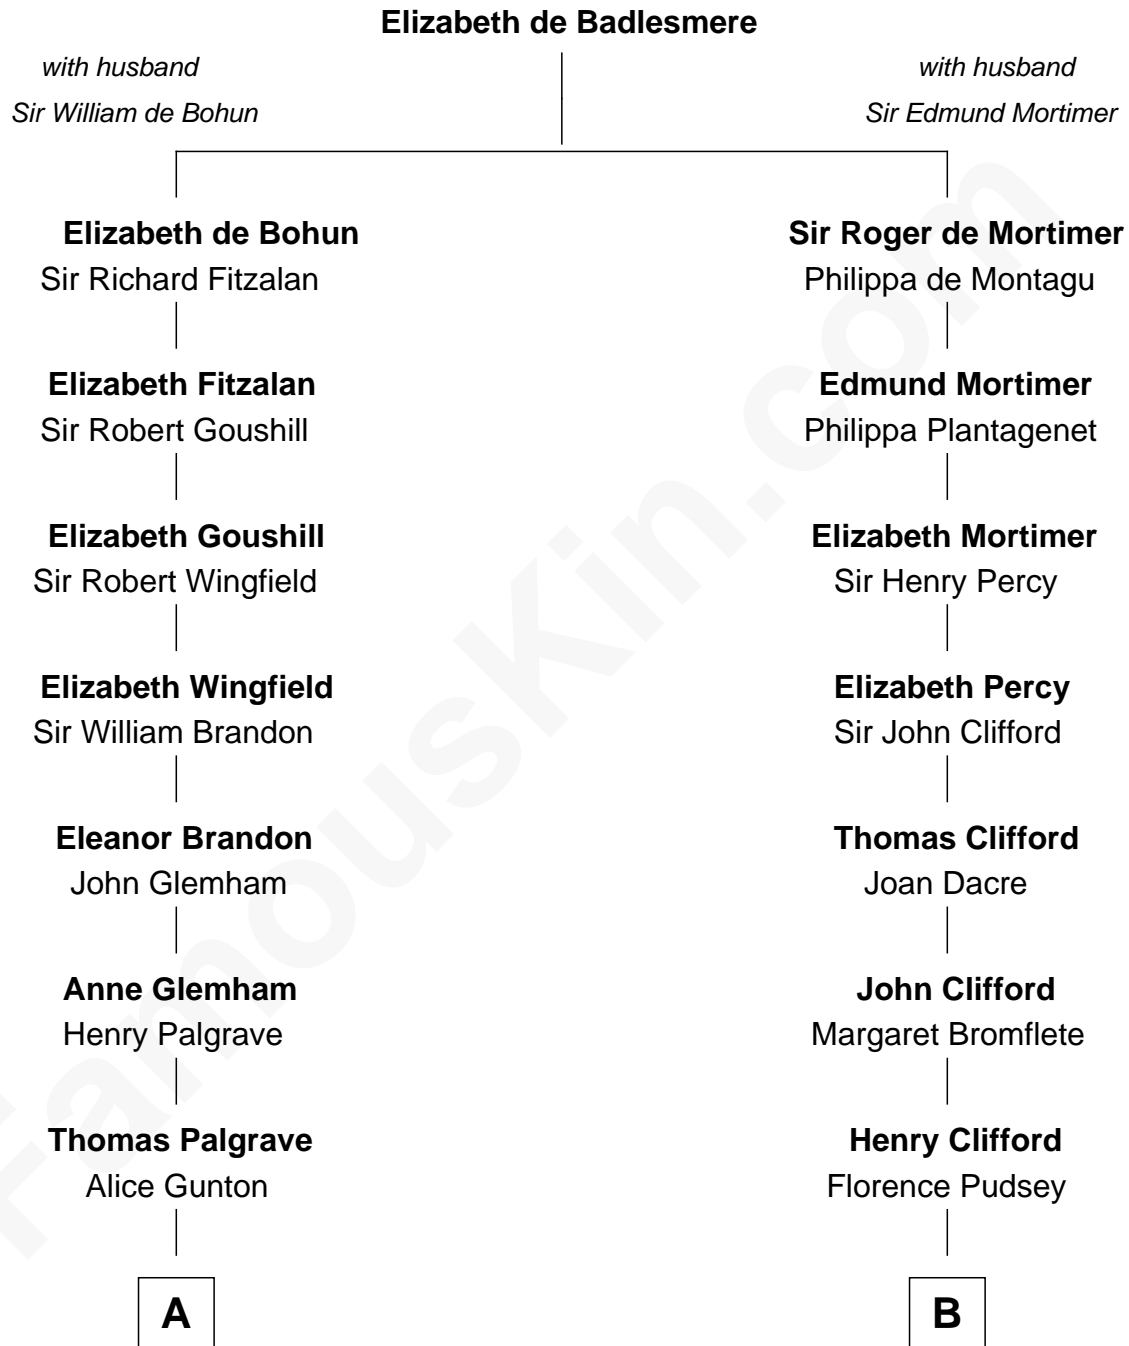 Elizabeth de Badlesmere
with husband
Sir William de Bohun
with husband
Sir Edmund Mortimer
Elizabeth de Bohun
Sir Richard Fitzalan
Sir Roger de Mortimer
Philippa de Montagu
Elizabeth Fitzalan
Sir Robert Goushill
Edmund Mortimer
Philippa Plantagenet
Elizabeth Goushill
Sir Robert Wingfield
Elizabeth Mortimer
Sir Henry Percy
Elizabeth Wingfield
Sir William Brandon
Elizabeth Percy
Sir John Clifford
Eleanor Brandon
John Glemham
Thomas Clifford
Joan Dacre
Anne Glemham
Henry Palgrave
John Clifford
Margaret Bromflete
Thomas Palgrave
Alice Gunton
Henry Clifford
Florence Pudsey
A
B
FamousKin.com